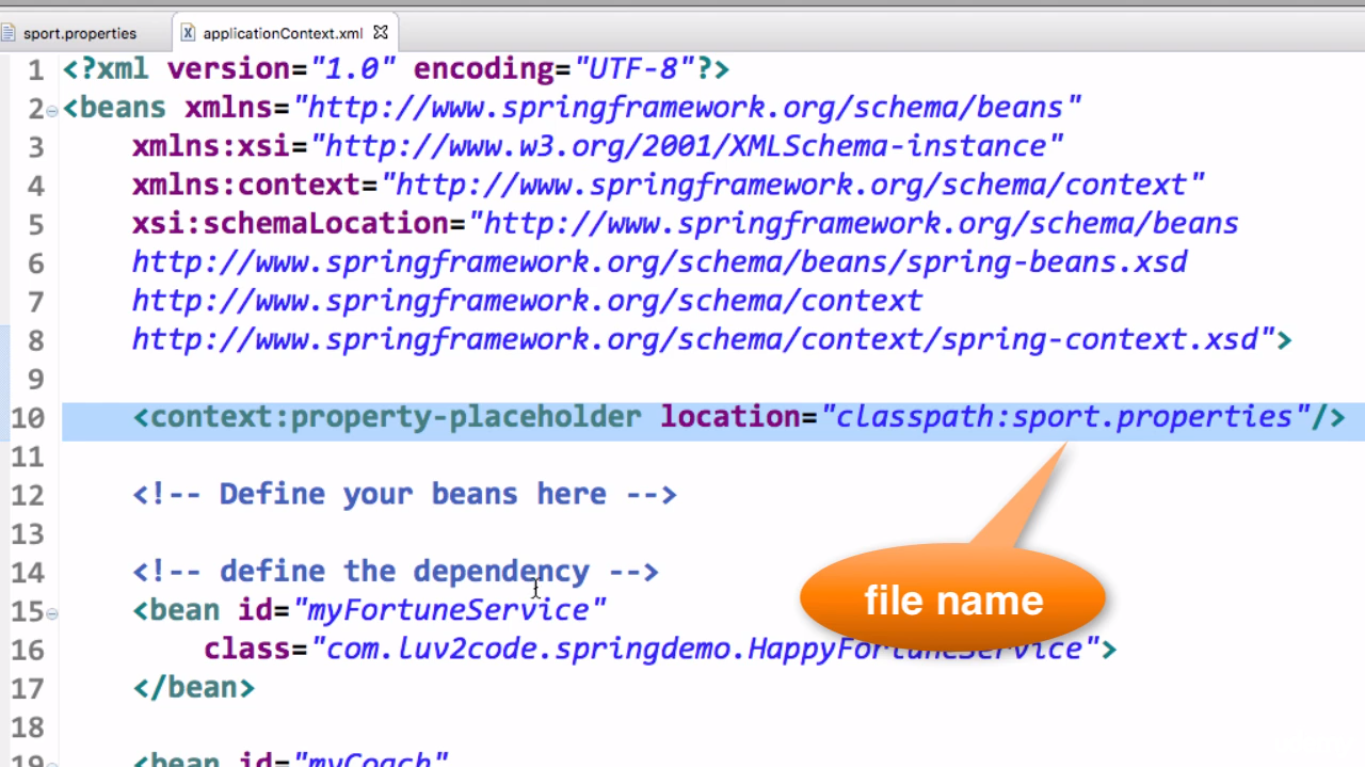 sport.properties
applicationContext.xml
1 <?xml version="1.0" encoding="UTF-8"?>
2 <beans xmlns="http://www.springframework.org/schema/beans"
3 xmlns:xsi="http://www.w3.org/2001/XMLSchema-instance"
4 xmlns:context="http://www.springframework.org/schema/context"
5 xsi:schemaLocation="http://www.springframework.org/schema/beans
6 http://www.springframework.org/schema/beans/spring-beans.xsd
7 http://www.springframework.org/schema/context
8 http://www.springframework.org/schema/context/spring-context.xsd">
9
10 <context:property-placeholder location="classpath:sport.properties"/>
11
12 <!-- Define your beans here -->
13
14 <!-- define the dependency -->
file name
15 <bean id="myFortuneService"
16 class="com.luv2code.springdemo.HappyFortuneService">
17 </bean>
18
19 <bean id="myCoach"